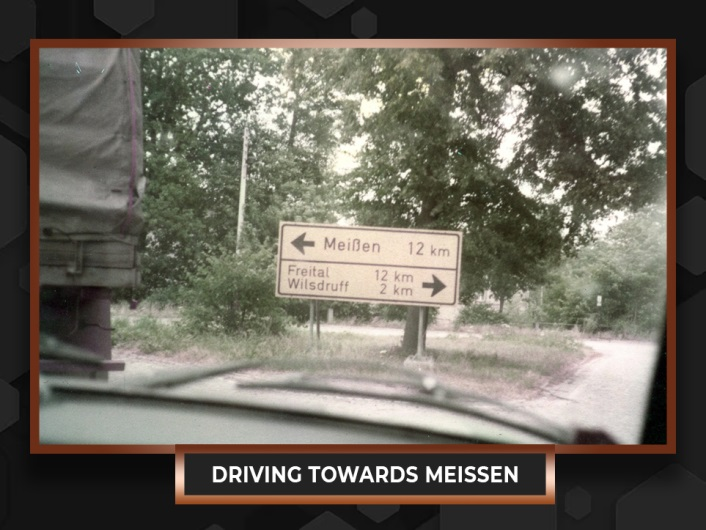 Meißen 12 km
Freital 12 km
Wilsdruff 2 km
DRIVING TOWARDS MEISSEN